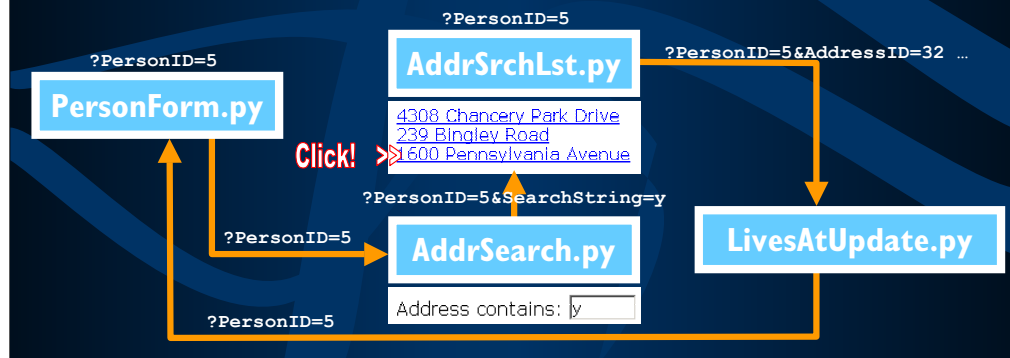 ?PersonID=5
AddrSrchLst.py
?PersonID=5&AddressID=32 …
?PersonID=5
PersonForm.py
4308 Chancery Park Drive
239 Bingley Road
Click! >>
1600 Pennsylvania Avenue
?PersonID=5&SearchString=y
?PersonID=5
AddrSearch.py
LivesAtUpdate.py
Address contains: y
?PersonID=5